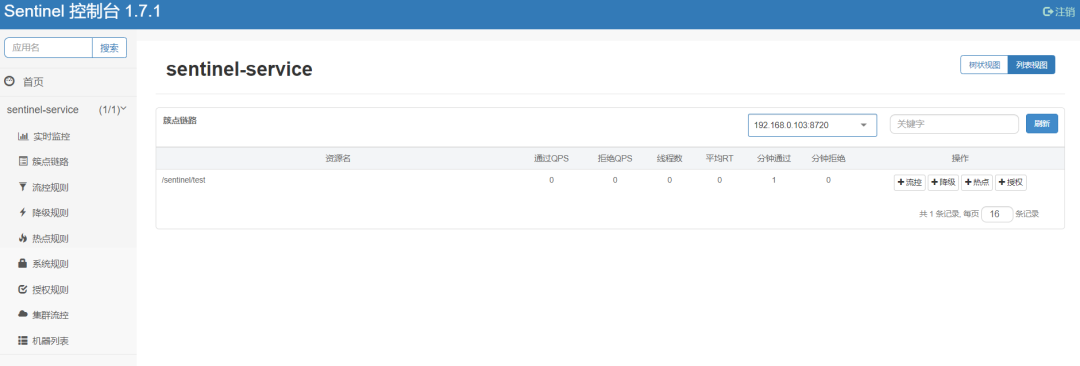 Sentinel 控制台 1.7.1
注销
应用名 搜索
首页
sentinel-service (1/1)
实时监控
簇点链路
流控规则
降级规则
热点规则
系统规则
授权规则
集群流控
机器列表
sentinel-service
树状视图 列表视图
簇点链路
192.168.0.103:8720 关键字 刷新
资源名 通过QPS 拒绝QPS 线程数 平均RT 分钟通过 分钟拒绝 操作
/sentinel/test 0 0 0 0 1 0 +流控 +降级 +热点 +授权
共 1 条记录, 每页 16 条记录